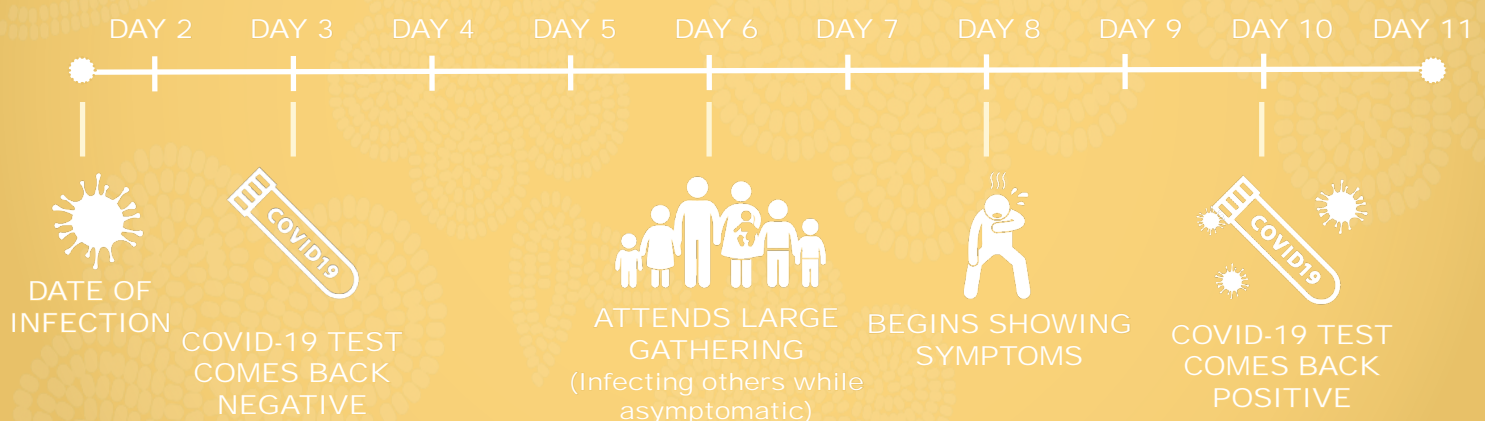 DAY 2 DAY 3 DAY 4 DAY 5 DAY 6 DAY 7 DAY 8 DAY 9 DAY 10 DAY 11
DATE OF
INFECTION
COVID19
COVID-19 TEST
COMES BACK
NEGATIVE
ATTENDS LARGE
GATHERING
(Infecting others while
asymptomatic)
BEGINS SHOWING
SYMPTOMS
COVID19
COVID-19 TEST
COMES BACK
POSITIVE